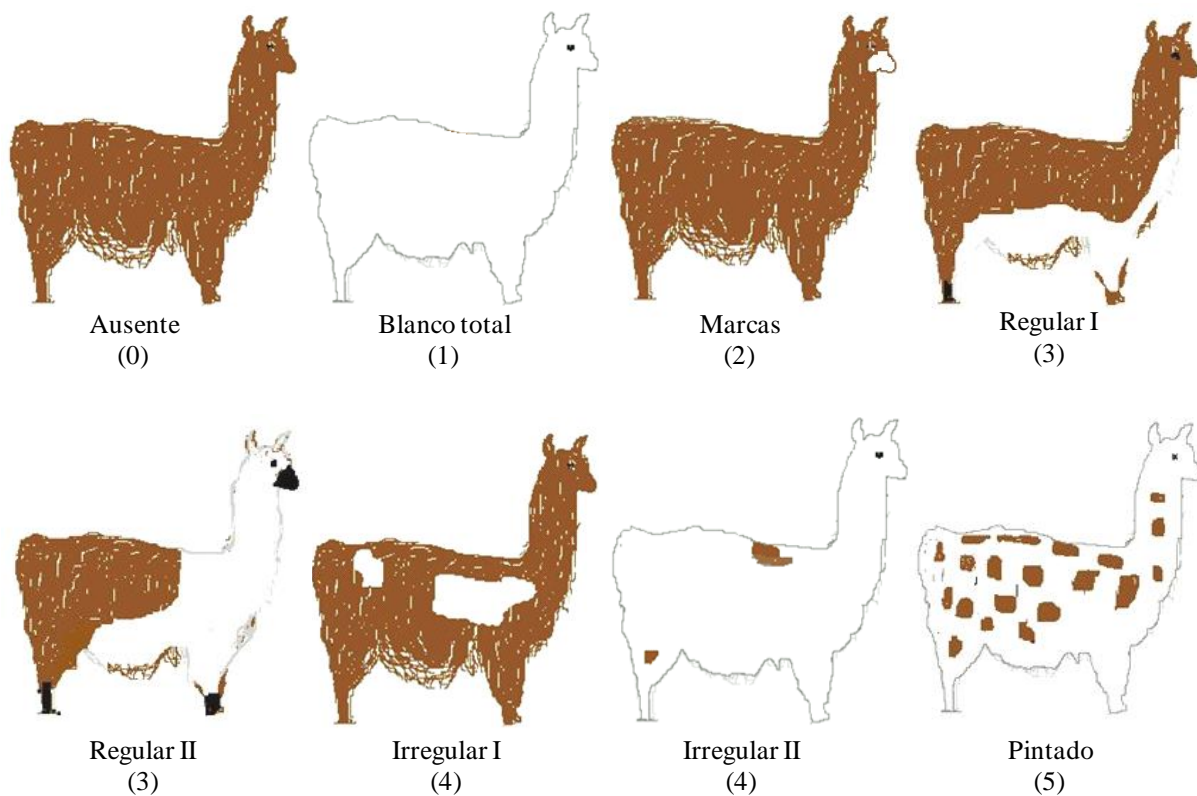 Ausente
(0)
Blanco total
(1)
Marcas
(2)
Regular I
(3)
Regular II
(3)
Irregular I
(4)
Irregular II
(4)
Pintado
(5)